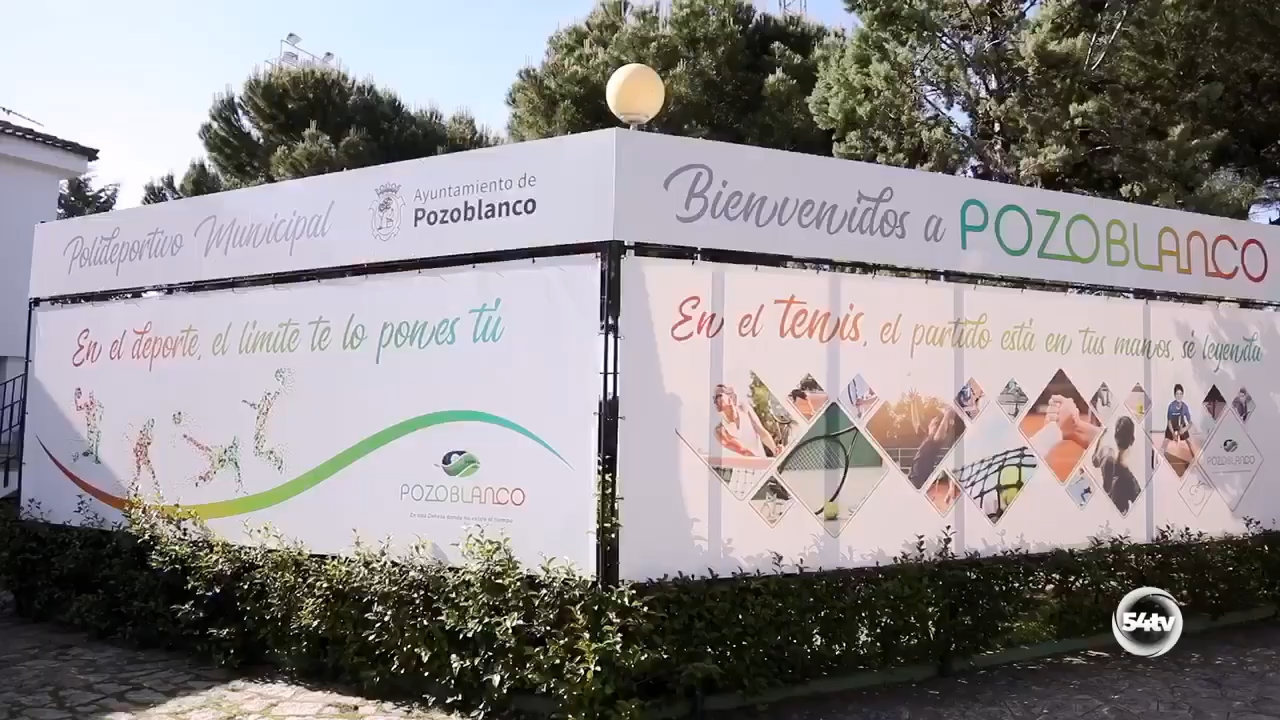 Polideportivo Municipal
Ayuntamiento de
Pozoblanco
Bienvenidos a POZOBLANCO
En el deporte, el límite te lo pones tú
POZOBLANCO
En el tenis, el partido está en tus manos, sé leyenda
POZOBLANCO
54tv